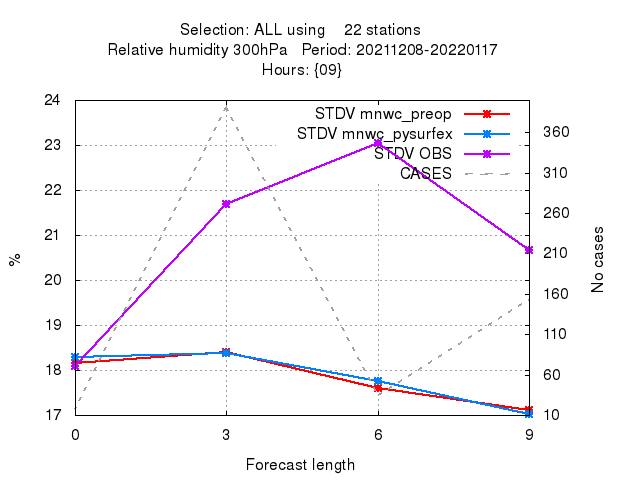 Selection: ALL using 22 stations
Relative humidity 300hPa Period: 20211208-20220117
Hours: {09}
STDV mnwc_preop
STDV mnwc_pysurfex
STDV OBS
CASES
24
23
22
21
20
19
18
17
%
360
310
260
210
160
110
60
10
No cases
0 3 6 9
Forecast length